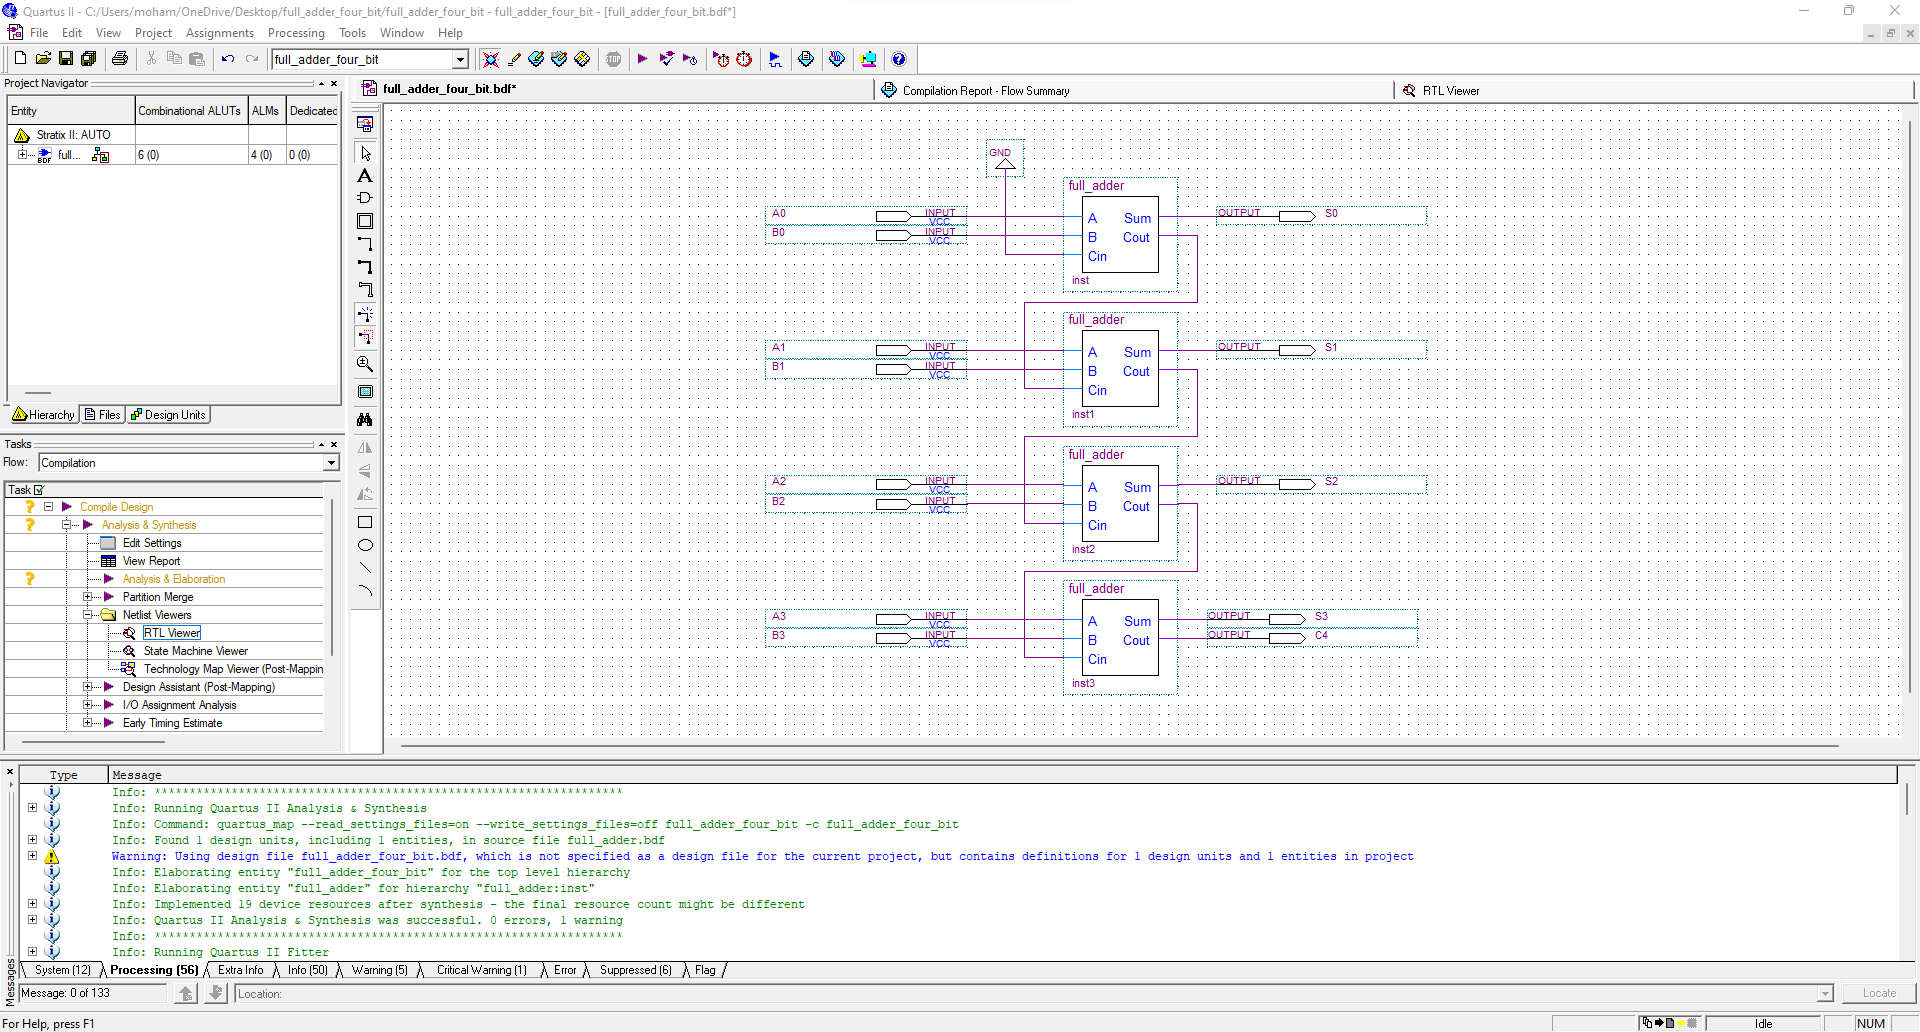 Quartus II - C:/Users/moham/OneDrive/Desktop/full_adder_four_bit/full_adder_four_bit - full_adder_four_bit - [full_adder_four_bit.bdf*]
File Edit View Project Assignments Processing Tools Window Help
full_adder_four_bit
Project Navigator
Entity Combinational ALUTs ALMs Dedicated
Stratix II: AUTO
full... 6 (0) 4 (0) 0 (0)
Hierarchy Files Design Units
Tasks
Flow: Compilation
Task
Compile Design
Analysis & Synthesis
Edit Settings
View Report
Analysis & Elaboration
Partition Merge
Netlist Viewers
RTL Viewer
State Machine Viewer
Technology Map Viewer (Post-Mappin
Design Assistant (Post-Mapping)
I/O Assignment Analysis
Early Timing Estimate
full_adder_four_bit.bdf* Compilation Report - Flow Summary RTL Viewer
GND
full_adder
A0 INPUT VCC A Sum OUTPUT S0
B0 INPUT VCC B Cout
Cin
inst
full_adder
A1 INPUT VCC A Sum OUTPUT S1
B1 INPUT VCC B Cout
Cin
inst1
full_adder
A2 INPUT VCC A Sum OUTPUT S2
B2 INPUT VCC B Cout
Cin
inst2
full_adder
A3 INPUT VCC A Sum OUTPUT S3
B3 INPUT VCC B Cout OUTPUT C4
Cin
inst3
Type Message
Info: *******************************************************************
Info: Running Quartus II Analysis & Synthesis
Info: Command: quartus_map --read_settings_files=on --write_settings_files=off full_adder_four_bit -c full_adder_four_bit
Info: Found 1 design units, including 1 entities, in source file full_adder.bdf
Warning: Using design file full_adder_four_bit.bdf, which is not specified as a design file for the current project, but contains definitions for 1 design units and 1 entities in project
Info: Elaborating entity "full_adder_four_bit" for the top level hierarchy
Info: Elaborating entity "full_adder" for hierarchy "full_adder:inst"
Info: Implemented 19 device resources after synthesis - the final resource count might be different
Info: Quartus II Analysis & Synthesis was successful. 0 errors, 1 warning
Info: *******************************************************************
Info: Running Quartus II Fitter
System (12) Processing (56) Extra Info Info (50) Warning (5) Critical Warning (1) Error Suppressed (6) Flag
Messages
Message: 0 of 133 Location: Locate
For Help, press F1 Idle NUM